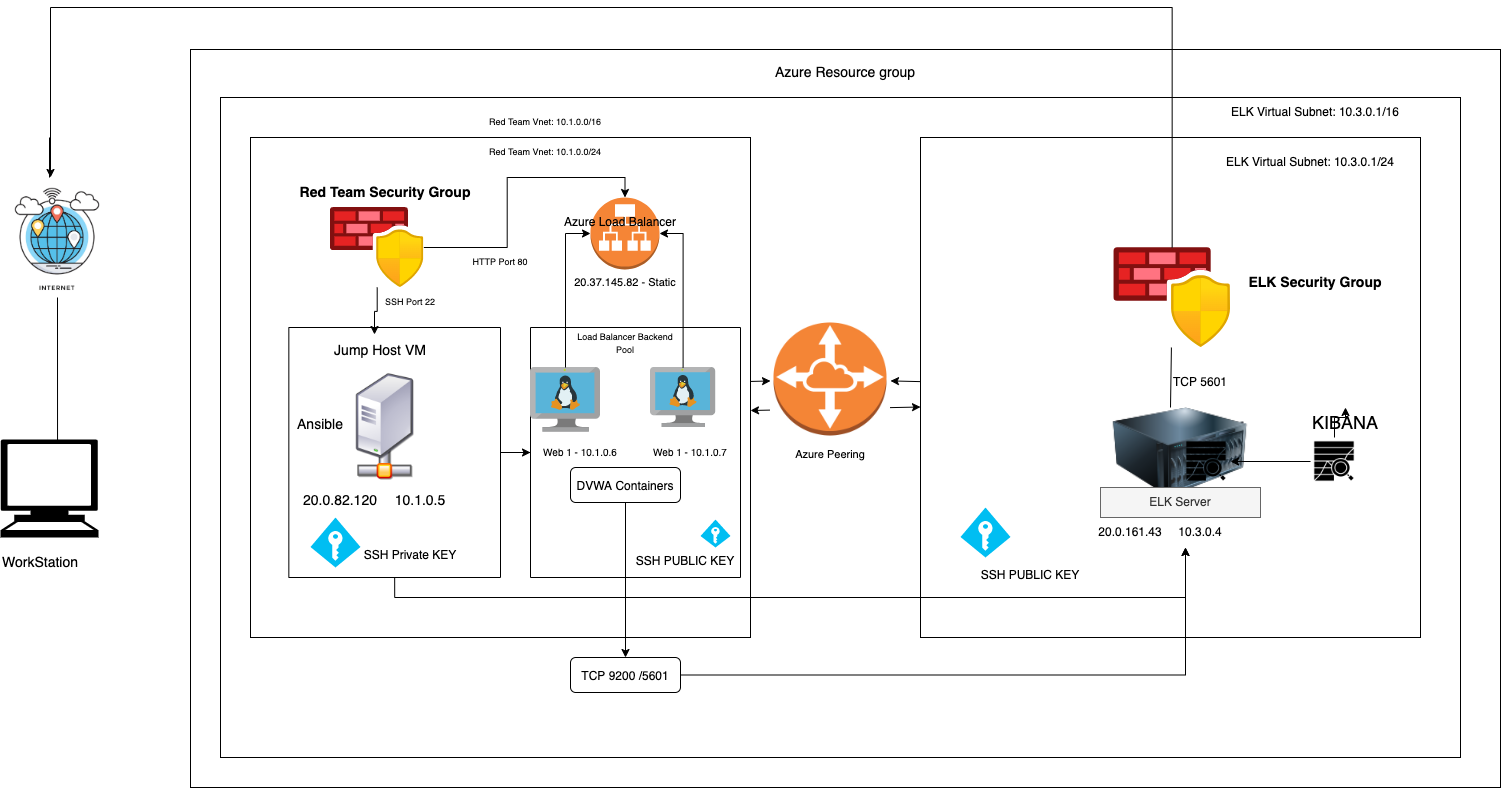 Azure Resource group
ELK Virtual Subnet: 10.3.0.1/16
Red Team Vnet: 10.1.0.0/16
Red Team Vnet: 10.1.0.0/24
ELK Virtual Subnet: 10.3.0.1/24
Red Team Security Group
Azure Load Balancer
HTTP Port 80
20.37.145.82 - Static
ELK Security Group
INTERNET
SSH Port 22
Load Balancer Backend
Pool
Jump Host VM
TCP 5601
Ansible
KIBANA
Web 1 - 10.1.0.6
Web 1 - 10.1.0.7
Azure Peering
DVWA Containers
20.0.82.120
10.1.0.5
ELK Server
20.0.161.43
10.3.0.4
SSH Private KEY
SSH PUBLIC KEY
SSH PUBLIC KEY
WorkStation
TCP 9200 /5601